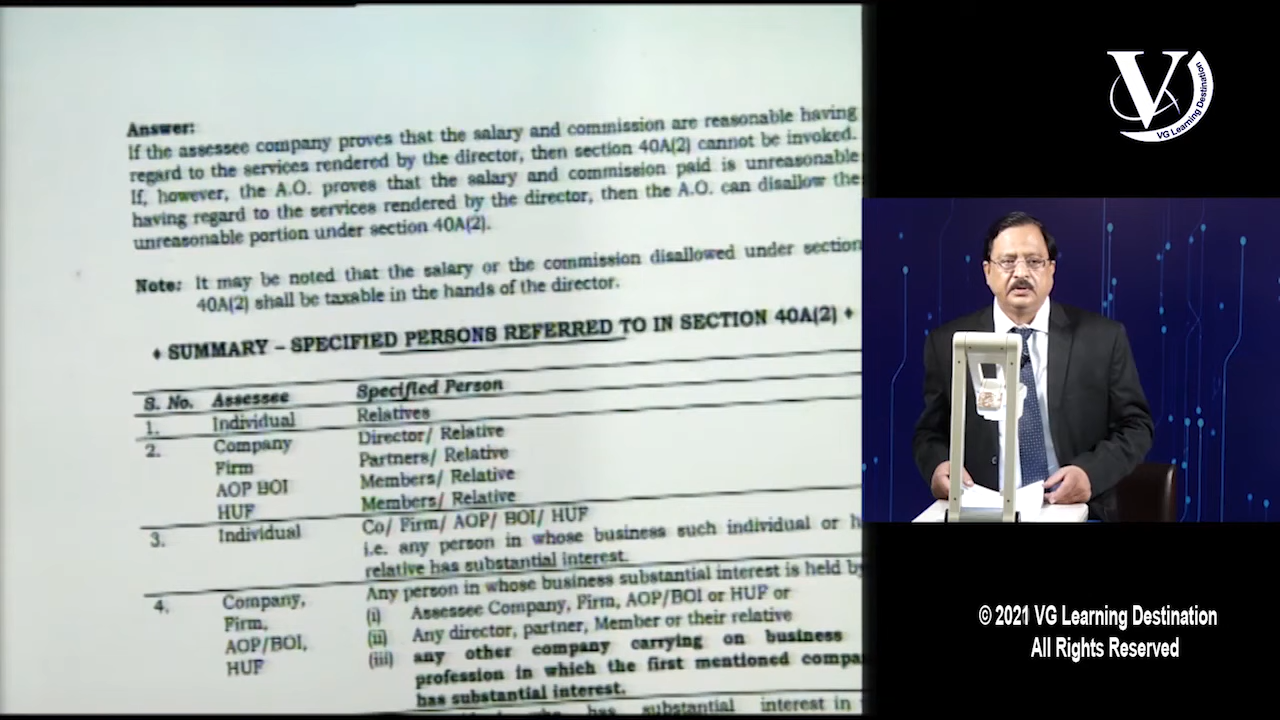 Answer:
If the assessee company proves that the salary and commission are reasonable having
regard to the services rendered by the director, then section 40A(2) cannot be invoked.
If, however, the A.O. proves that the salary and commission paid is unreasonable
having regard to the services rendered by the director, then the A.O. can disallow the
unreasonable portion under section 40A(2).
Note: It may be noted that the salary or the commission disallowed under section
40A(2) shall be taxable in the hands of the director.
♦ SUMMARY – SPECIFIED PERSONS REFERRED TO IN SECTION 40A(2) ♦
S. No. Assessee Specified Person
1. Individual Relatives
2. Company Director/ Relative
Firm Partners/ Relative
AOP BOI Members/ Relative
HUF Members/ Relative
3. Individual Co/ Firm/ AOP/ BOI/ HUF
i.e. any person in whose business such individual or
relative has substantial interest.
4. Company, Any person in whose business substantial interest is held by
Firm, (i) Assessee Company, Firm, AOP/BOI or HUF or
AOP/BOI, (ii) Any director, partner, Member or their relative
HUF (iii) any other company carrying on business
profession in which the first mentioned
has substantial interest.
has substantial interest in
V
VG Learning Destination
© 2021 VG Learning Destination
All Rights Reserved